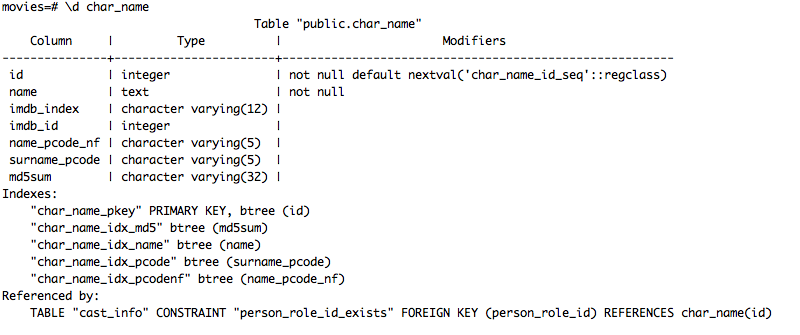 movies=# \d char_name
                                 Table "public.char_name"
    Column     |         Type          |                      Modifiers
---------------+-----------------------+--------------------------------------------------------
 id            | integer               | not null default nextval('char_name_id_seq'::regclass)
 name          | text                  | not null
 imdb_index    | character varying(12) |
 imdb_id       | integer               |
 name_pcode_nf | character varying(5)  |
 surname_pcode | character varying(5)  |
 md5sum        | character varying(32) |
Indexes:
    "char_name_pkey" PRIMARY KEY, btree (id)
    "char_name_idx_md5" btree (md5sum)
    "char_name_idx_name" btree (name)
    "char_name_idx_pcode" btree (surname_pcode)
    "char_name_idx_pcodenf" btree (name_pcode_nf)
Referenced by:
    TABLE "cast_info" CONSTRAINT "person_role_id_exists" FOREIGN KEY (person_role_id) REFERENCES char_name(id)